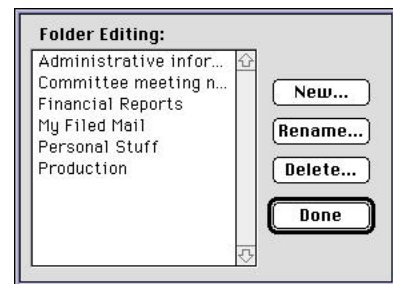 Folder Editing:
Administrative infor...
Committee meeting n...
Financial Reports
My Filed Mail
Personal Stuff
Production
New...
Rename...
Delete...
Done